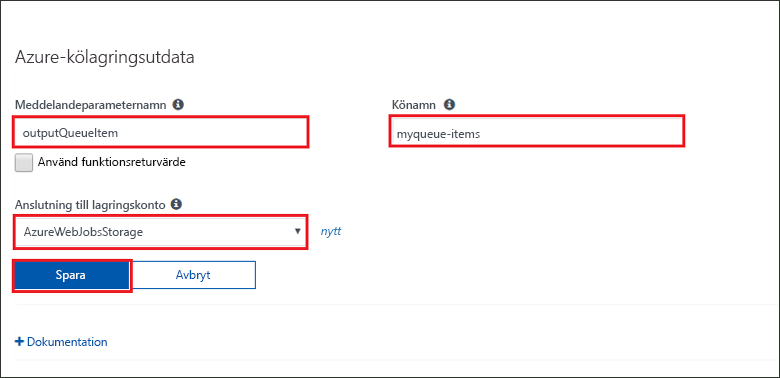 Azure-kölagringsutdata
Meddelandeparameternamn
Könamn
outputQueueItem
myqueue-items
Använd funktionsreturvärde
Anslutning till lagringskonto
AzureWebJobsStorage
nytt
Spara
Avbryt
+ Dokumentation